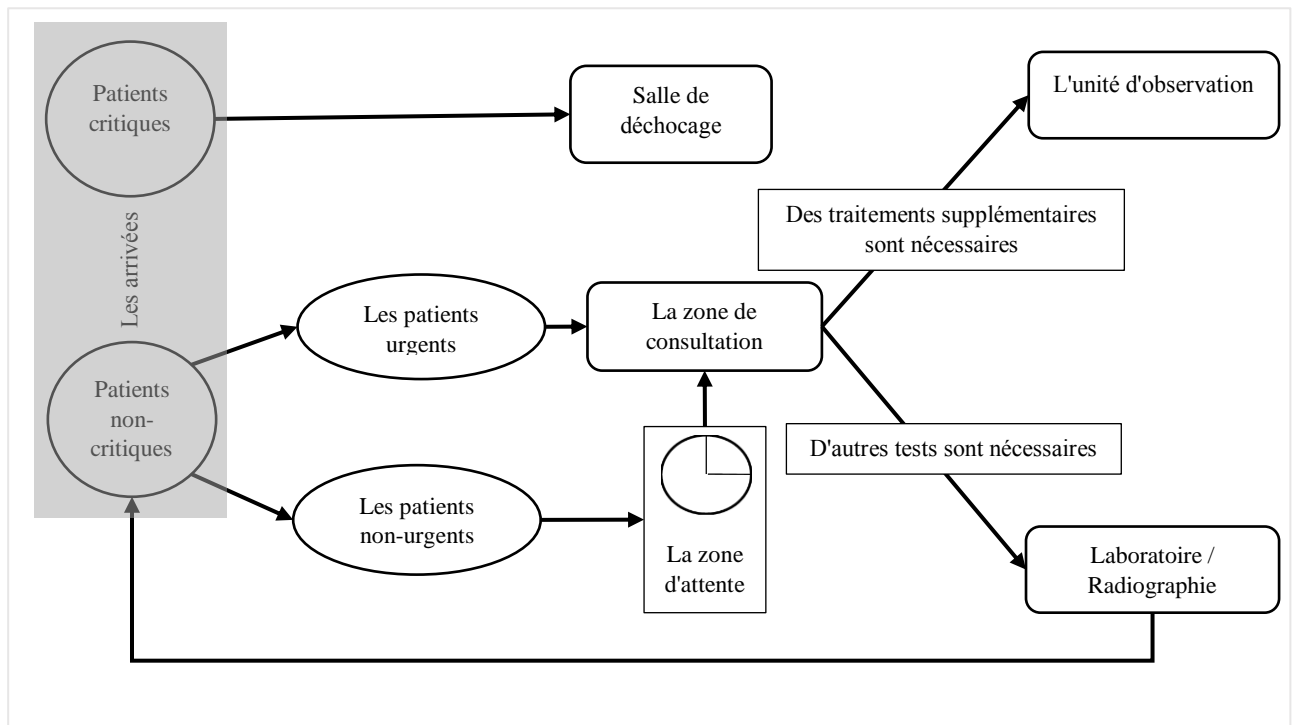 Patients
critiques
Salle de
déchocage
L'unité d'observation
Les arrivées
Des traitements supplémentaires
sont nécessaires
Les patients
urgents
La zone de
consultation
Patients
non-
critiques
D'autres tests sont nécessaires
Les patients
non-urgents
La zone
d'attente
Laboratoire /
Radiographie